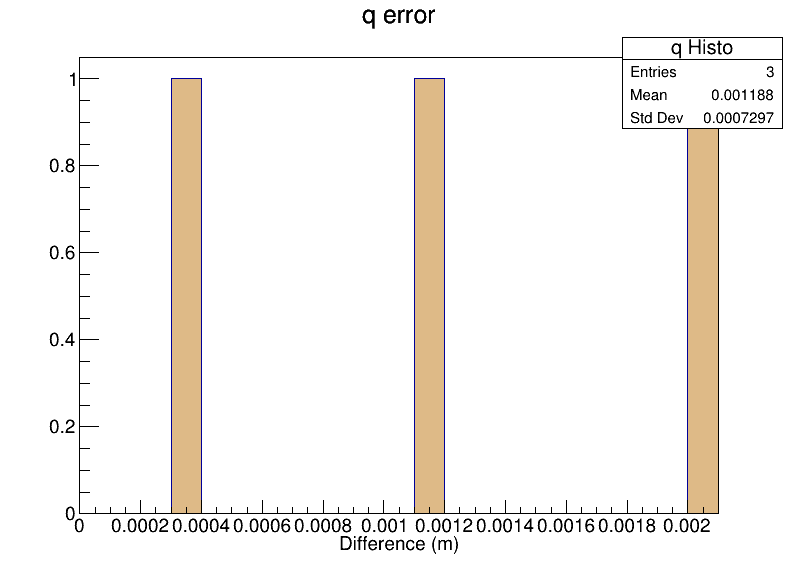 q error
q Histo
Entries 3
Mean 0.001188
Std Dev 0.0007297
1
0.8
0.6
0.4
0.2
0
0 0.0002 0.0004 0.0006 0.0008 0.001 0.0012 0.0014 0.0016 0.0018 0.002
Difference (m)